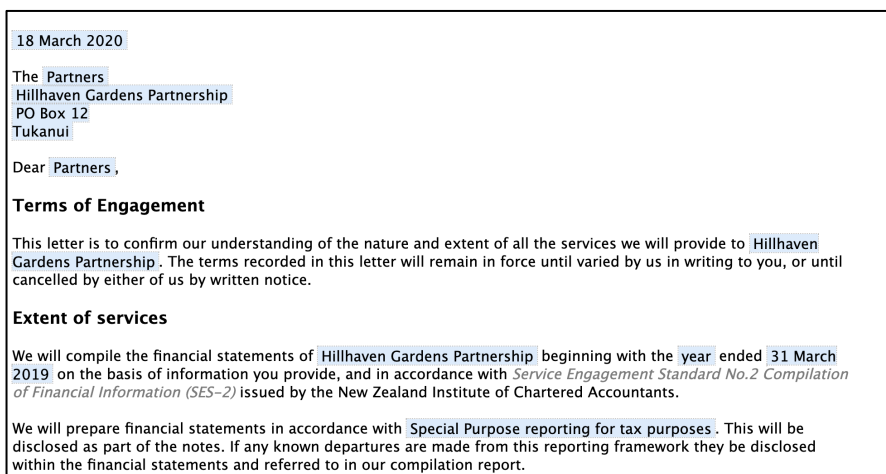 18 March 2020
The Partners
Hillhaven Gardens Partnership
PO Box 12
Tukanui
Dear Partners,
Terms of Engagement
This letter is to confirm our understanding of the nature and extent of all the services we will provide to Hillhaven
Gardens Partnership. The terms recorded in this letter will remain in force until varied by us in writing to you, or until
cancelled by either of us by written notice.
Extent of services
We will compile the financial statements of Hillhaven Gardens Partnership beginning with the year ended 31 March
2019 on the basis of information you provide, and in accordance with Service Engagement Standard No.2 Compilation
of Financial Information (SES-2) issued by the New Zealand Institute of Chartered Accountants.
We will prepare financial statements in accordance with Special Purpose reporting for tax purposes. This will be
disclosed as part of the notes. If any known departures are made from this reporting framework they be disclosed
within the financial statements and referred to in our compilation report.